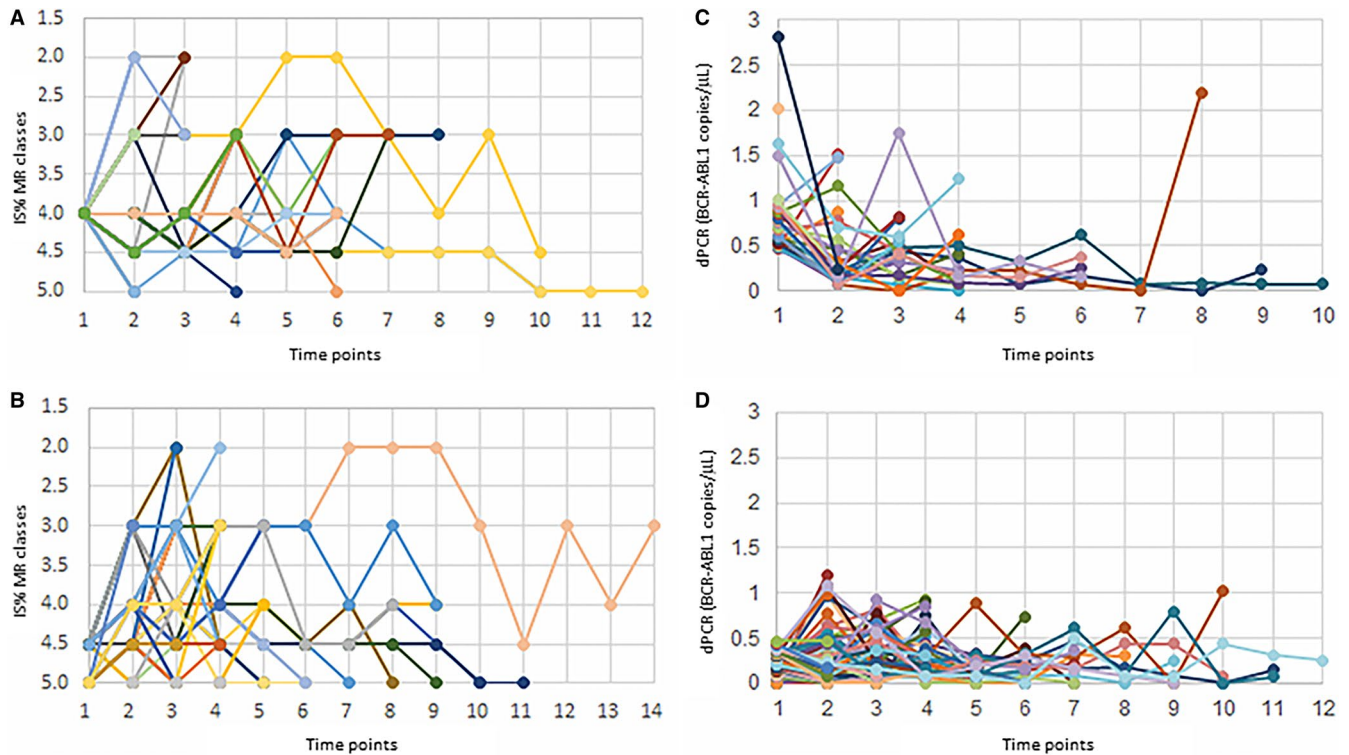 A
1.5
2.0
2.5
3.0
3.5
4.0
4.5
5.0
IS% MR classes
1 2 3 4 5 6 7 8 9 10 11 12
Time points
C
3
2.5
2
1.5
1
0.5
0
dPCR (BCR-ABL1 copies/μL)
1 2 3 4 5 6 7 8 9 10
Time points
B
1.5
2.0
2.5
3.0
3.5
4.0
4.5
5.0
IS% MR classes
1 2 3 4 5 6 7 8 9 10 11 12 13 14
Time points
D
3
2.5
2
1.5
1
0.5
0
dPCR (BCR-ABL1 copies/μL)
1 2 3 4 5 6 7 8 9 10 11 12
Time points